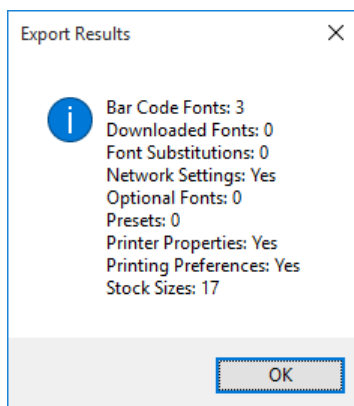 Export Results
Bar Code Fonts: 3
Downloaded Fonts: 0
Font Substitutions: 0
Network Settings: Yes
Optional Fonts: 0
Presets: 0
Printer Properties: Yes
Printing Preferences: Yes
Stock Sizes: 17
OK